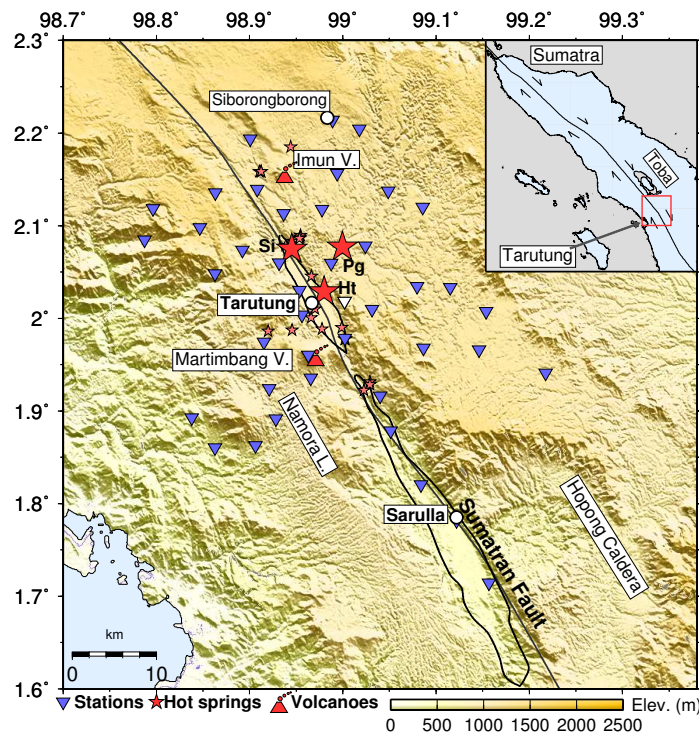 98.7˚ 98.8˚ 98.9˚ 99˚ 99.1˚ 99.2˚ 99.3˚
2.3˚
2.2˚
2.1˚
2˚
1.9˚
1.8˚
1.7˚
1.6˚
Sumatra
Toba
Tarutung
Siborongborong
Imun V.
Si
Pg
Ht
Tarutung
Martimbang V.
Namora L.
Sarulla
Sumatran Fault
Hopong Caldera
km
0 10
Stations Hot springs Volcanoes Elev. (m)
0 500 1000 1500 2000 2500